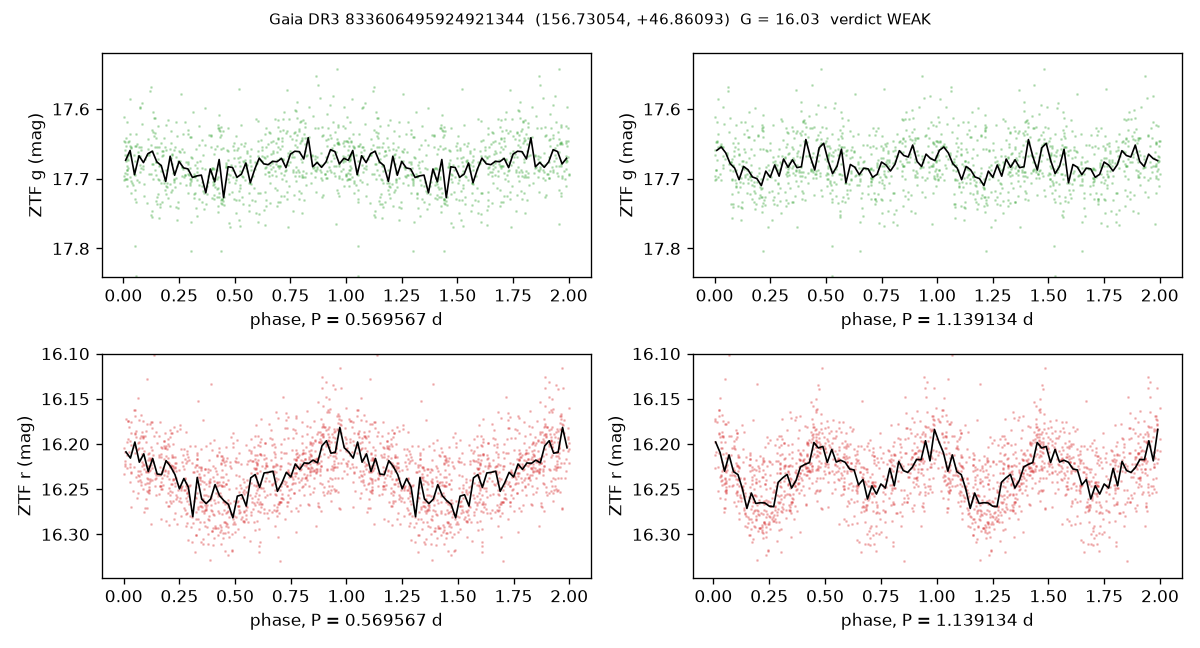 Gaia DR3 833606495924921344 (156.73054, +46.86093) G = 16.03 verdict WEAK
ZTF g (mag)
17.6
17.7
17.8
0.00 0.25 0.50 0.75 1.00 1.25 1.50 1.75 2.00
phase, P = 0.569567 d
ZTF g (mag)
17.6
17.7
17.8
0.00 0.25 0.50 0.75 1.00 1.25 1.50 1.75 2.00
phase, P = 1.139134 d
ZTF r (mag)
16.10
16.15
16.20
16.25
16.30
0.00 0.25 0.50 0.75 1.00 1.25 1.50 1.75 2.00
phase, P = 0.569567 d
ZTF r (mag)
16.10
16.15
16.20
16.25
16.30
0.00 0.25 0.50 0.75 1.00 1.25 1.50 1.75 2.00
phase, P = 1.139134 d